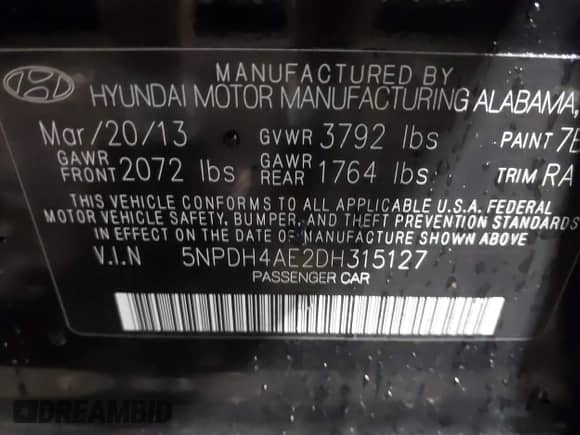 MANUFACTURED BY
HYUNDAI MOTOR MANUFACTURING ALABAMA,
Mar/20/13 GVWR 3792 lbs PAINT
GAWR FRONT 2072 lbs GAWR REAR 1764 lbs TRIM RA
THIS VEHICLE CONFORMS TO ALL APPLICABLE U.S.A. FEDERAL
MOTOR VEHICLE SAFETY, BUMPER, AND THEFT PREVENTION STANDARDS
IN EFFECT ON THE DATE OF MANUFACTURE SHOWN ABOVE
V.I.N 5NPDH4AE2DH315127
PASSENGER CAR
DREAMBID